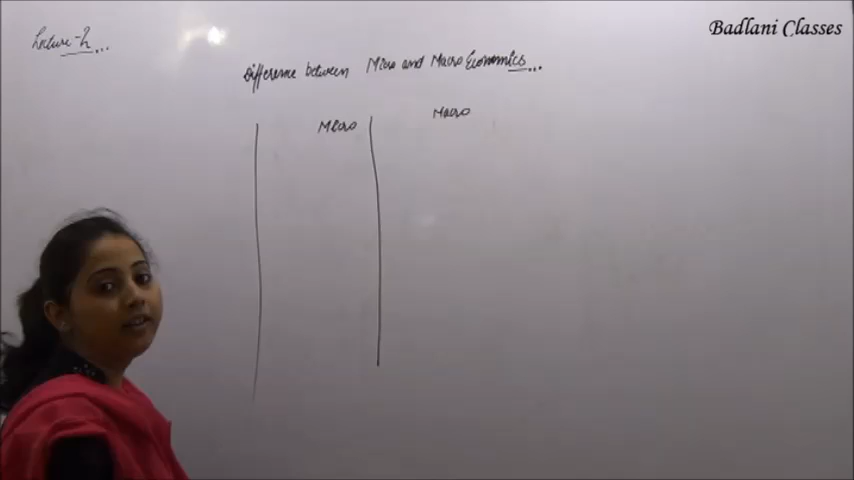 Badlani Classes
Lecture-2...
Difference between Micro and Macro Economics...
Micro
Macro